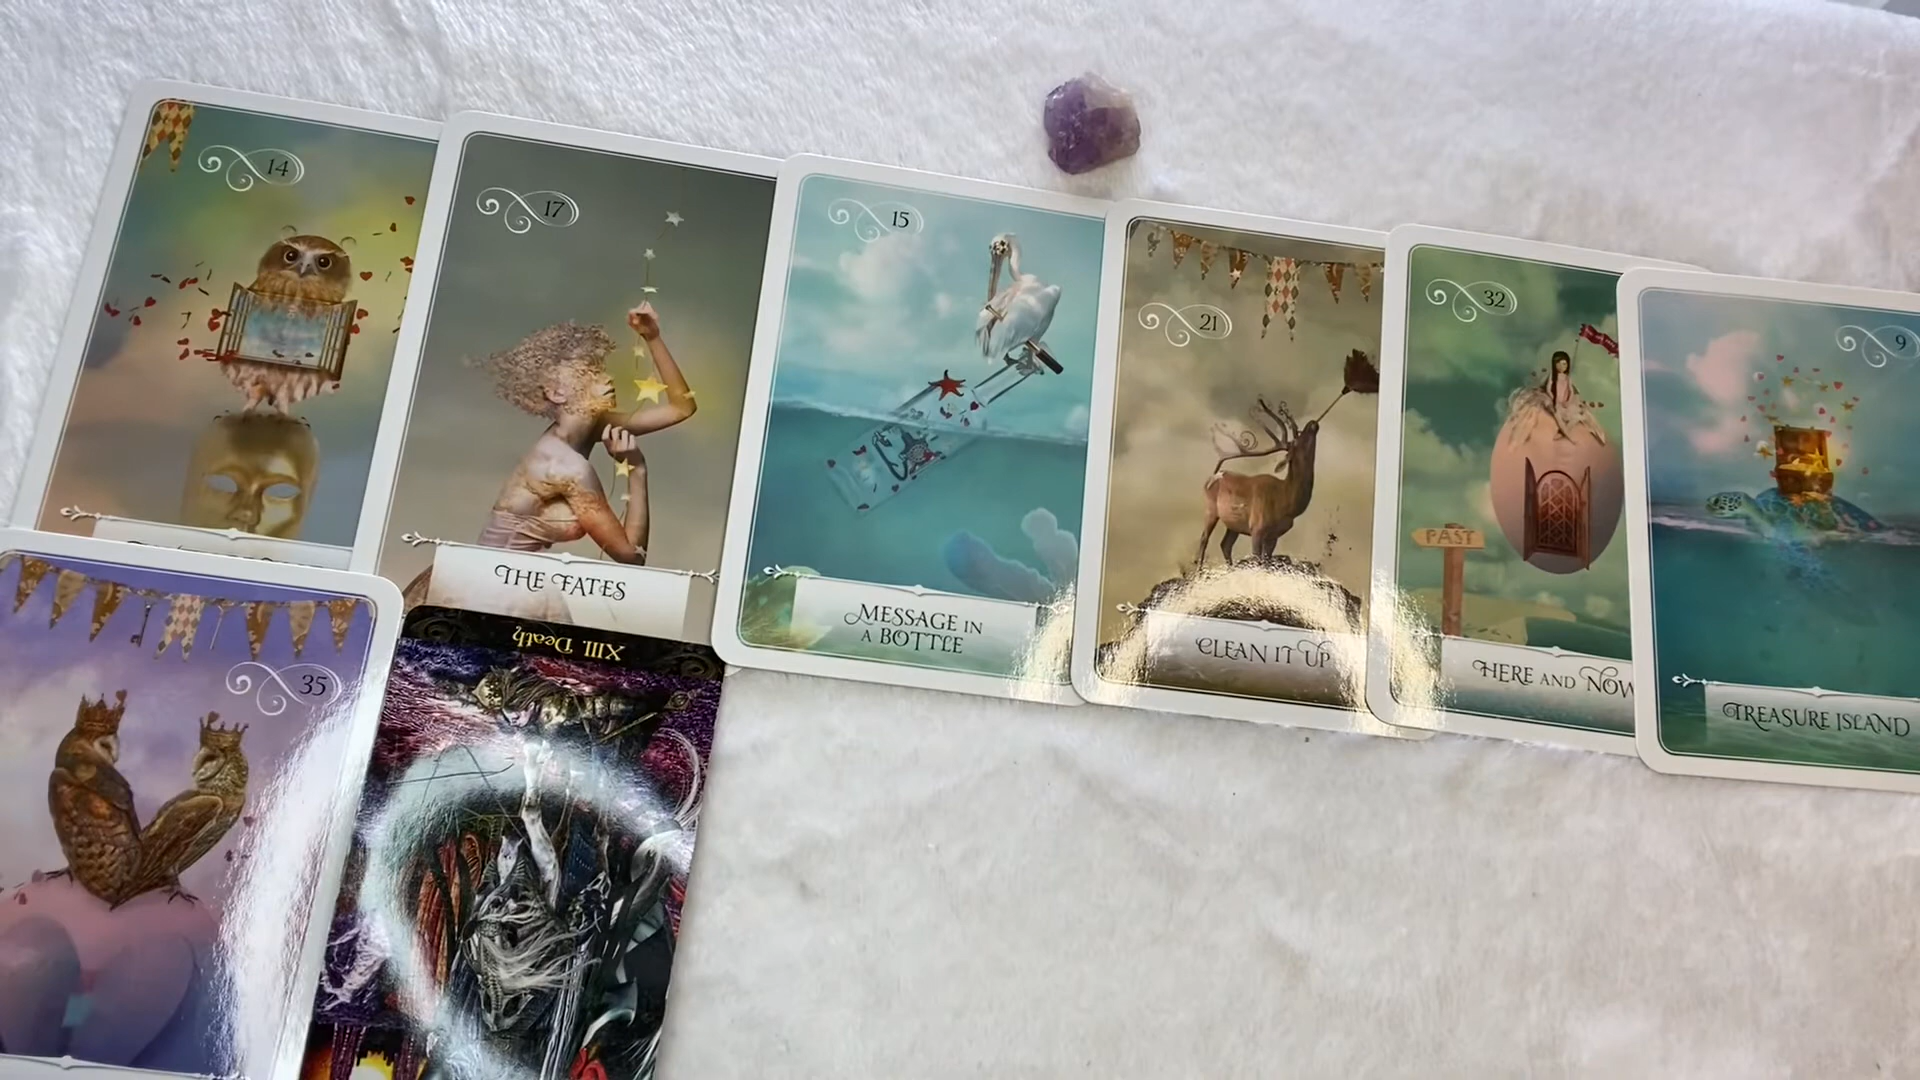 14
17
THE FATES
15
MESSAGE IN
A BOTTLE
21
CLEAN IT UP
32
PAST
HERE AND NOW
9
TREASURE ISLAND
35
XIII. Death